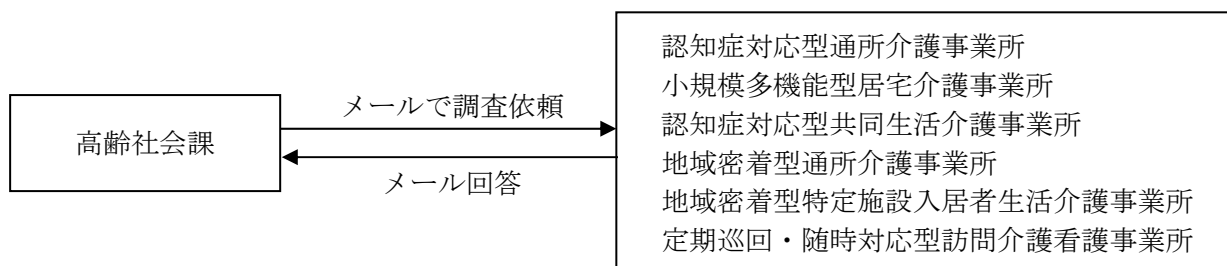 高齢社会課
メールで調査依頼
メール回答
認知症対応型通所介護事業所
小規模多機能型居宅介護事業所
認知症対応型共同生活介護事業所
地域密着型通所介護事業所
地域密着型特定施設入居者生活介護事業所
定期巡回・随時対応型訪問介護看護事業所